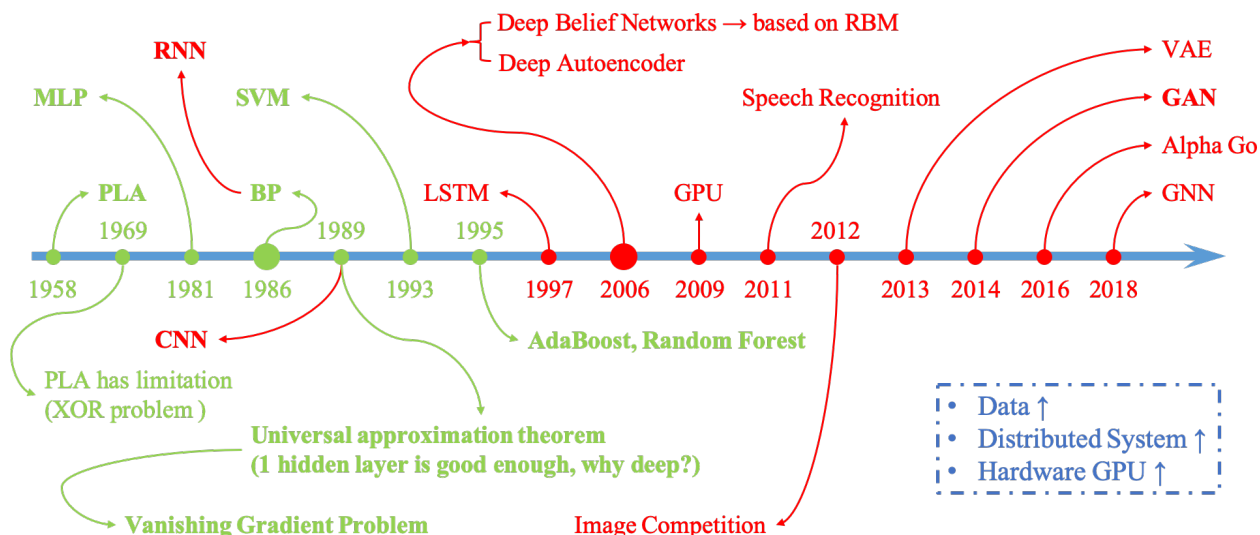 Deep Belief Networks → based on RBM
Deep Autoencoder
RNN
VAE
MLP
SVM
Speech Recognition
GAN
Alpha Go
PLA
BP
LSTM
GPU
GNN
1969
1989
1995
2012
1958
1981
1986
1993
1997
2006
2009
2011
2013
2014
2016
2018
CNN
AdaBoost, Random Forest
PLA has limitation
(XOR problem )
Universal approximation theorem
(1 hidden layer is good enough, why deep?)
Vanishing Gradient Problem
Image Competition
• Data ↑
• Distributed System ↑
• Hardware GPU ↑